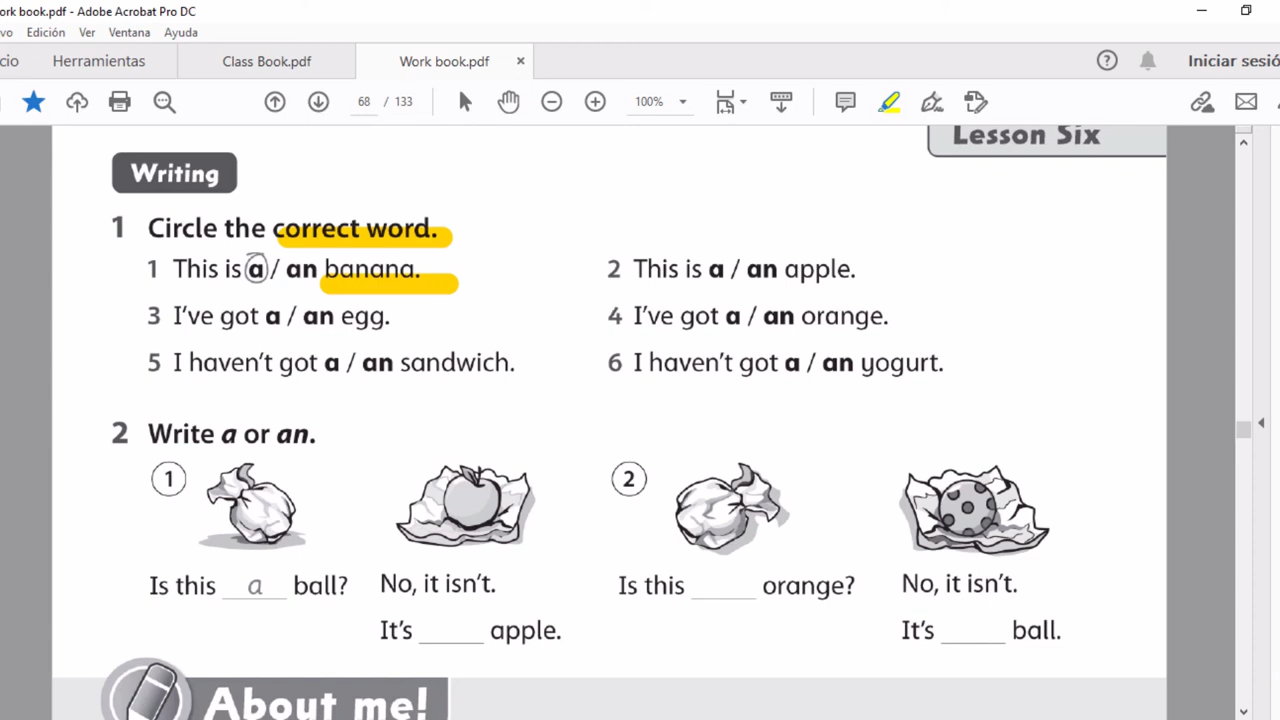 ork book.pdf - Adobe Acrobat Pro DC
vo Edición Ver Ventana Ayuda
cio Herramientas Class Book.pdf Work book.pdf × ? Iniciar sesió
68 / 133 100%
Lesson Six
Writing
1 Circle the correct word.
1 This is a / an banana. 2 This is a / an apple.
3 I've got a / an egg. 4 I've got a / an orange.
5 I haven't got a / an sandwich. 6 I haven't got a / an yogurt.
2 Write a or an.
1 2
Is this a ball? No, it isn't. Is this ____ orange? No, it isn't.
It's ____ apple. It's ____ ball.
About me!